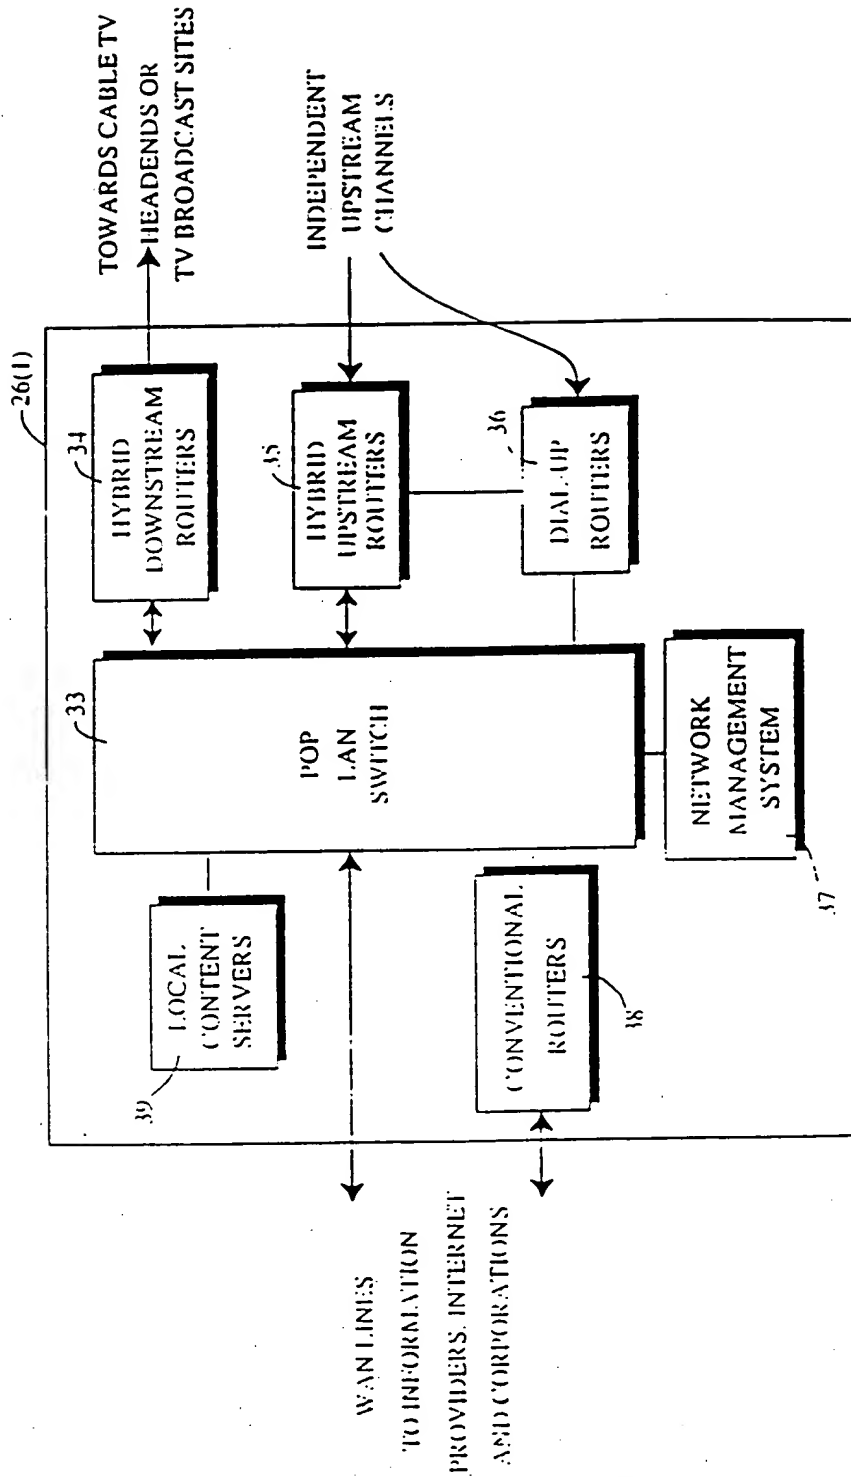 26(1)
TOWARDS CABLE TV
HEADENDS OR
TV BROADCAST SITES
34
HYBRID
DOWNSTREAM
ROUTERS
INDEPENDENT
UPSTREAM
CHANNELS
35
HYBRID
UPSTREAM
ROUTERS
36
DIAL-UP
ROUTERS
33
POP
LAN
SWITCH
NETWORK
MANAGEMENT
SYSTEM
37
LOCAL
CONTENT
SERVERS
39
CONVENTIONAL
ROUTERS
38
WAN LINES
TO INFORMATION
PROVIDERS, INTERNET
AND CORPORATIONS